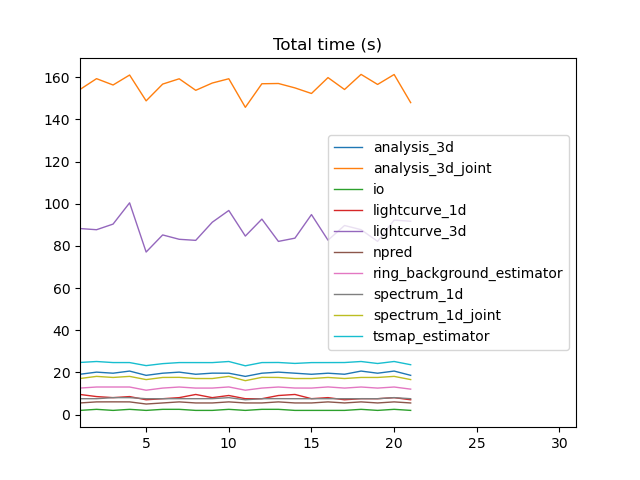 Total time (s)
160
140
120
100
80
60
40
20
0
analysis_3d
analysis_3d_joint
io
lightcurve_1d
lightcurve_3d
npred
ring_background_estimator
spectrum_1d
spectrum_1d_joint
tsmap_estimator
5 10 15 20 25 30